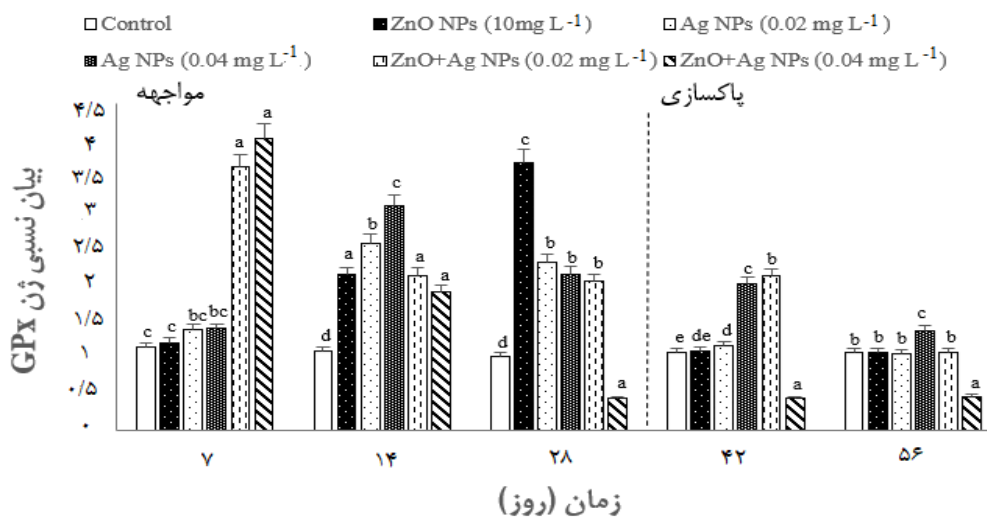 Control ZnO NPs (10mg L -1) Ag NPs (0.02 mg L-1)
Ag NPs (0.04 mg L-1) ZnO+Ag NPs (0.02 mg L-1) ZnO+Ag NPs (0.04 mg L-1)
مواجهه پاکسازی
بیان نسبی ژن GPx
۴/۵
۴
۳/۵
۳
۲/۵
۲
۱/۵
۱
۰/۵
۰
c c bc bc a a
d a b c a a
d c b b b a
e de d c b a
b b b c b a
۷ ۱۴ ۲۸ ۴۲ ۵۶
زمان (روز)